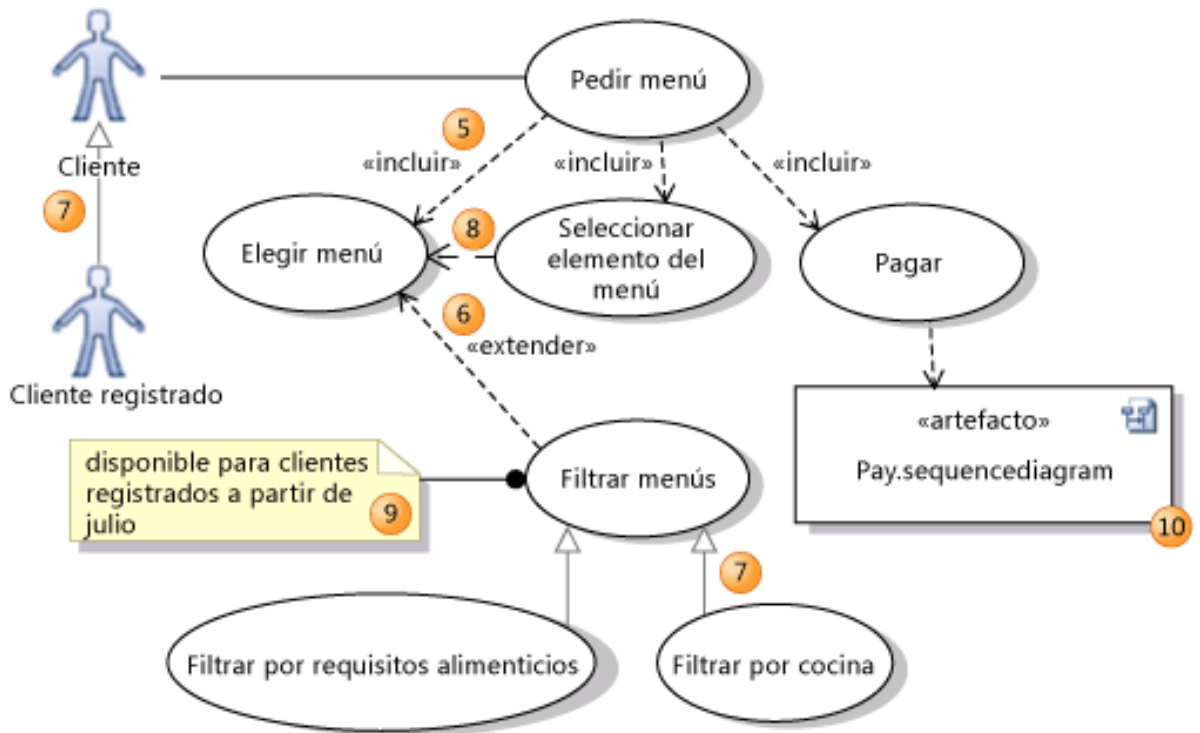 Pedir menú
5
«incluir»
«incluir»
«incluir»
Cliente
7
8
Elegir menú
Seleccionar
elemento del
menú
Pagar
6
«extender»
Cliente registrado
«artefacto»
Pay.sequencediagram
10
disponible para clientes
registrados a partir de
julio
9
Filtrar menús
7
Filtrar por requisitos alimenticios
Filtrar por cocina